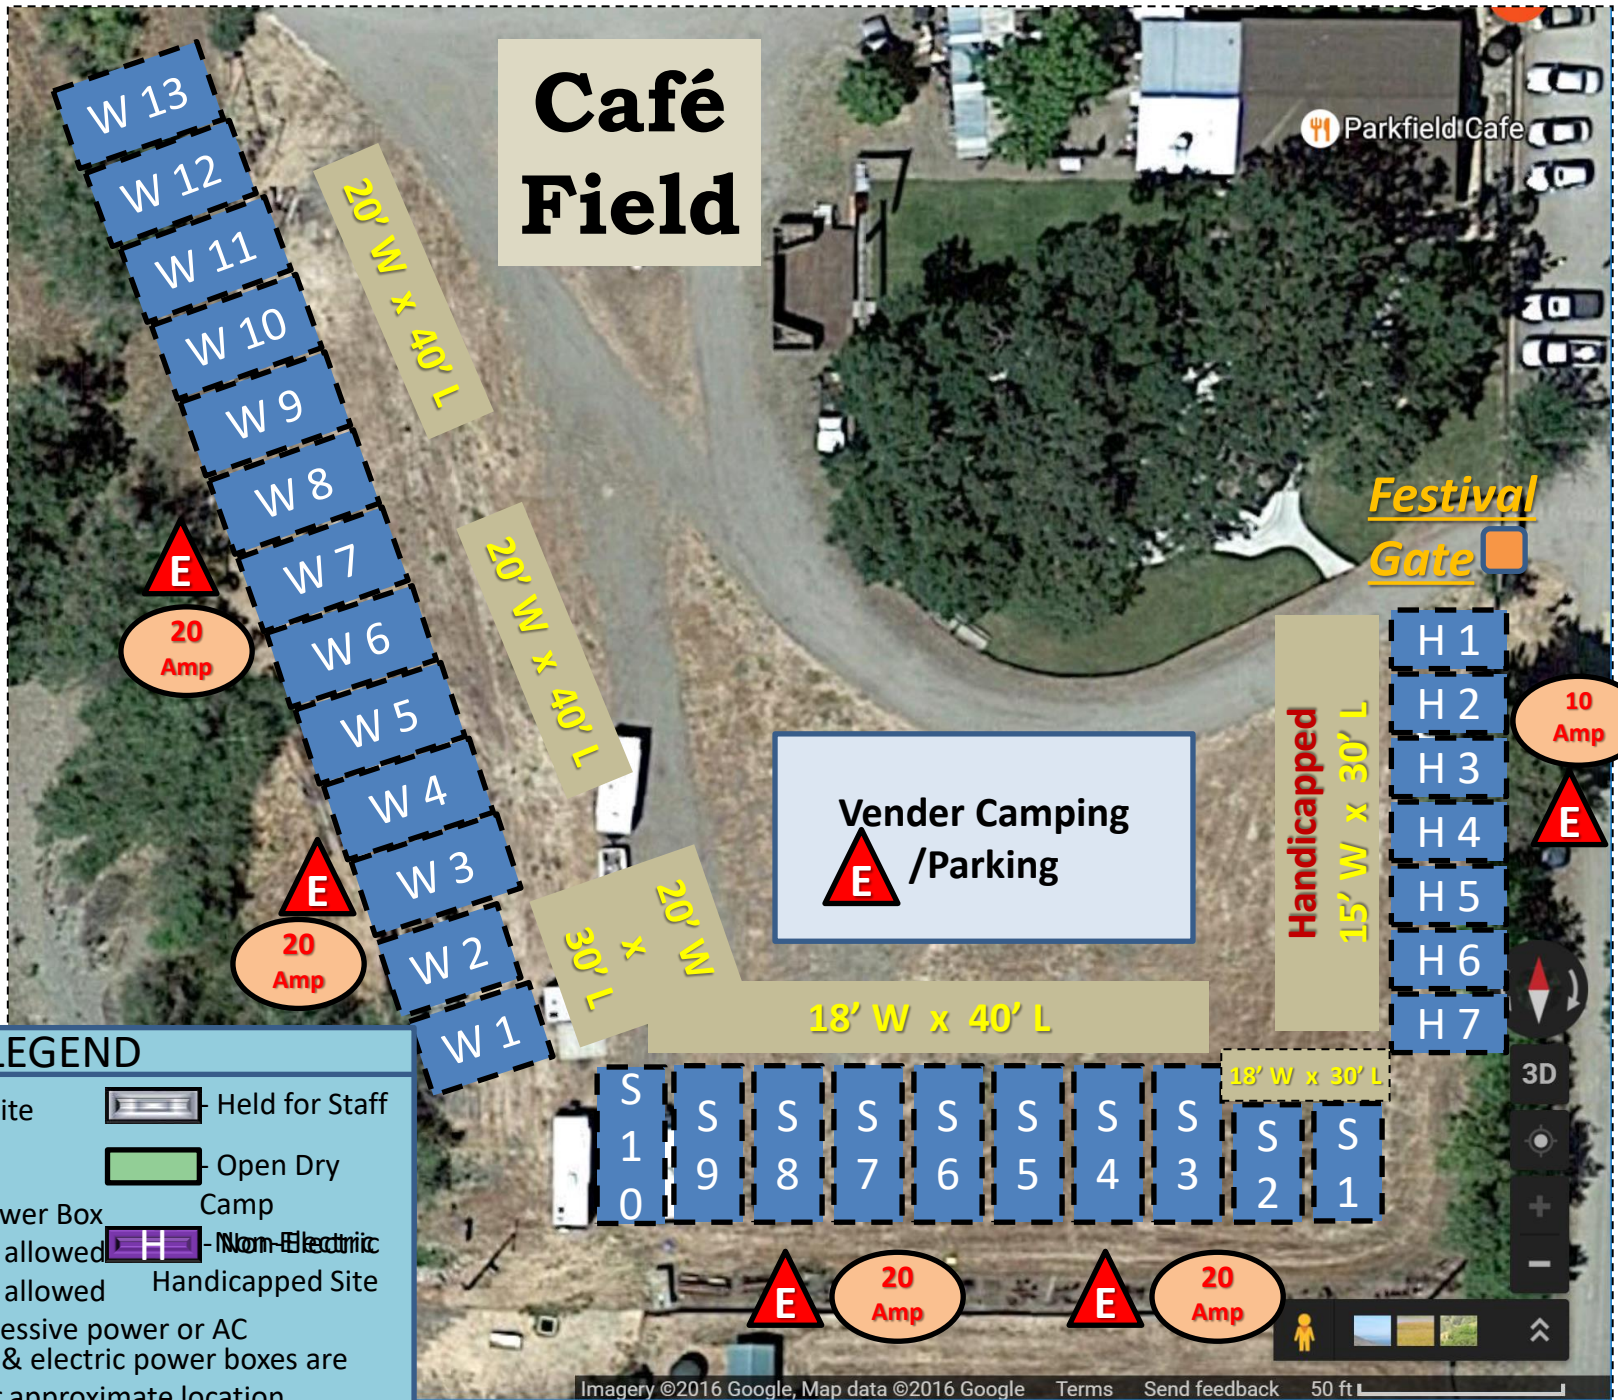 Café
Field
Parkfield Cafe
W 13
W 12
W 11
W 10
W 9
W 8
W 7
W 6
W 5
W 4
W 3
W 2
W 1
20' W x 40' L
20' W x 40' L
20' W
x
30' L
E
20
Amp
E
20
Amp
Festival
Gate
H 1
H 2
H 3
H 4
H 5
H 6
H 7
10
Amp
E
Handicapped
15' W x 30' L
Vender Camping
/Parking
E
18' W x 40' L
18' W x 30' L
S
1
0
S
9
S
8
S
7
S
6
S
5
S
4
S
3
S
2
S
1
E
20
Amp
E
20
Amp
LEGEND
ite
- Held for Staff
- Open Dry
Camp
wer Box
allowed
H
- Non-Electric
Handicapped Site
allowed
essive power or AC
& electric power boxes are
approximate location
3D
Imagery ©2016 Google, Map data ©2016 Google Terms Send feedback 50 ft